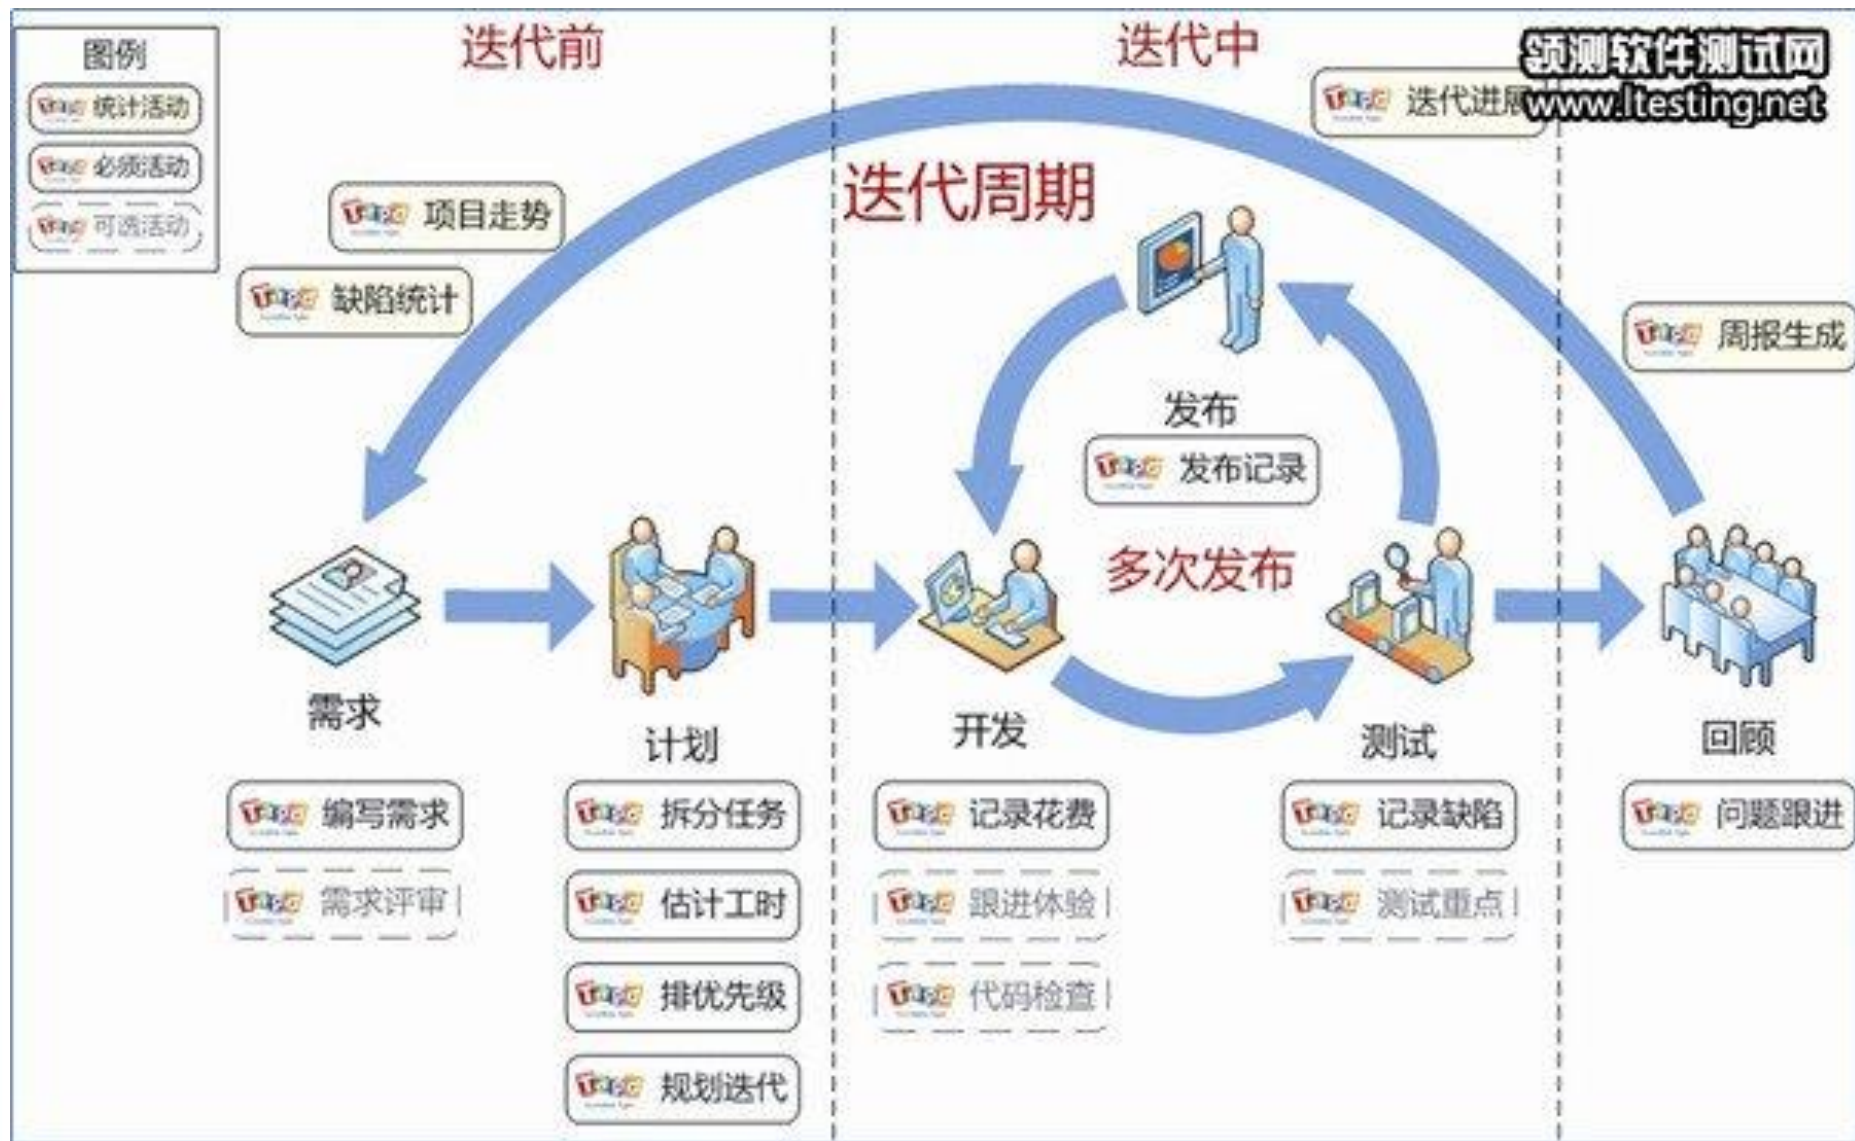 图例
统计活动
必须活动
可选活动
迭代前
迭代中
领测软件测试网
www.ltesting.net
迭代进展
迭代周期
项目走势
缺陷统计
周报生成
发布
发布记录
多次发布
需求
计划
开发
测试
回顾
编写需求
拆分任务
记录花费
记录缺陷
问题跟进
需求评审
估计工时
跟进体验
测试重点
排优先级
代码检查
规划迭代